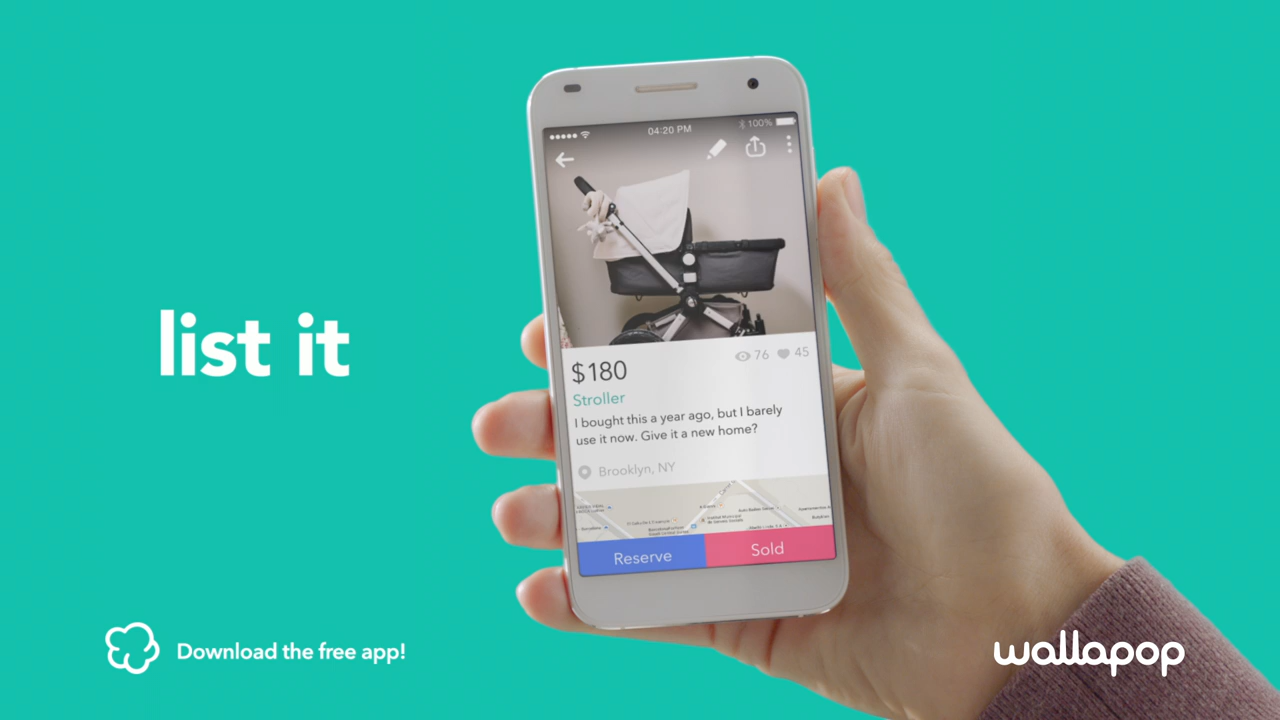 list it
04:20 PM
100%
76
45
$180
Stroller
I bought this a year ago, but I barely
use it now. Give it a new home?
Brooklyn, NY
Reserve
Sold
Download the free app!
wallapop